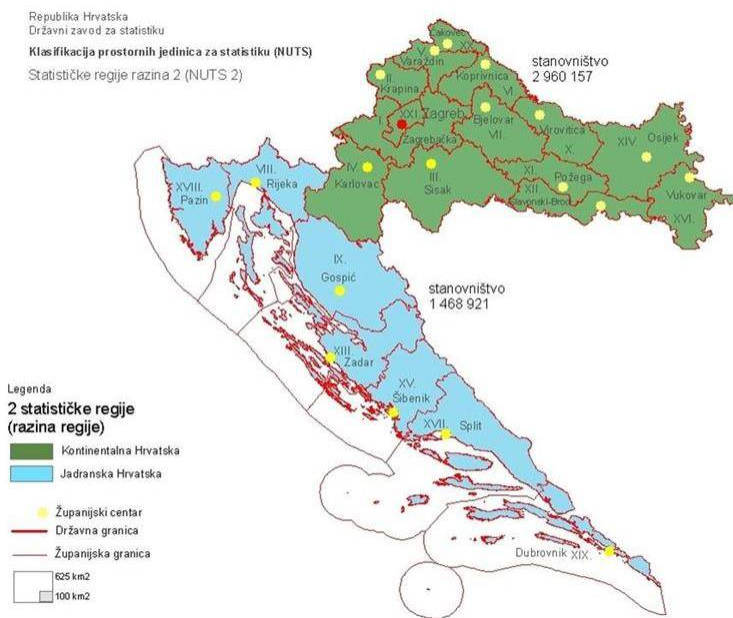 Republika Hrvatska
Državni zavod za statistiku
Klasifikacija prostornih jedinica za statistiku (NUTS)
Statističke regije razina 2 (NUTS 2)
stanovništvo
2 960 157
Čakovec
XX.
V.
Varaždin
II.
Krapina
Koprivnica
VI.
I.
XXI. Zagreb
Zagrebačka
Bjelovar
VII.
Virovitica
X.
XIV.
Osijek
IV.
Karlovac
III.
Sisak
XI.
Požega
XII.
Slavonski-Brod
Vukovar
XVI.
XVIII.
Pazin
VIII.
Rijeka
IX.
Gospić
stanovništvo
1 468 921
XIII.
Zadar
XV.
Šibenik
XVII.
Split
Dubrovnik XIX.
Legenda
2 statističke regije
(razina regije)
Kontinentalna Hrvatska
Jadranska Hrvatska
Županijski centar
Državna granica
Županijska granica
625 km2
100 km2